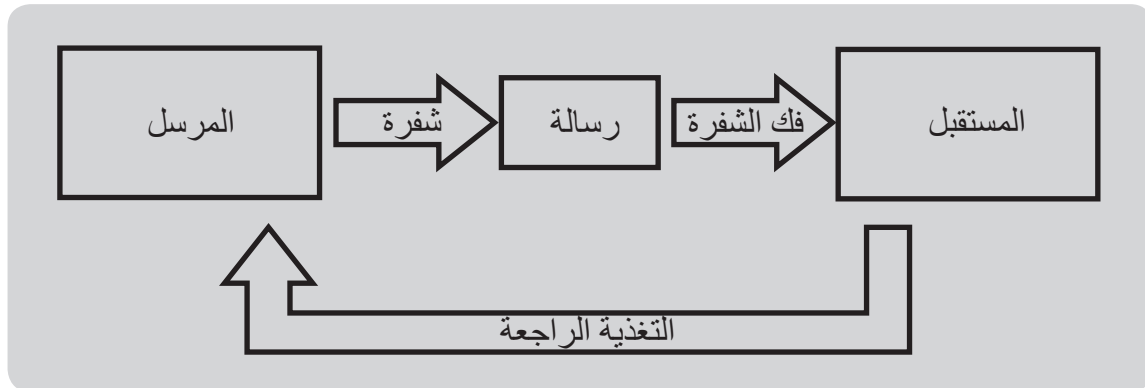 المرسل
شفرة
رسالة
فك الشفرة
المستقبل
التغذية الراجعة